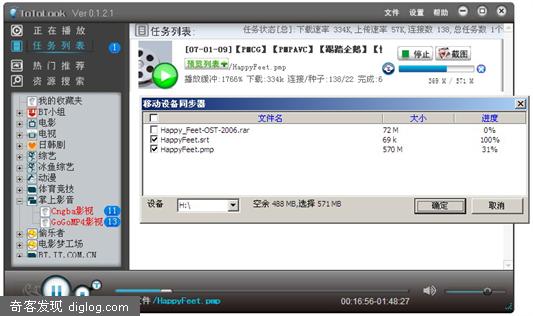 ToToLook Ver0.1.2.1
文件 设置 帮助
正在播放
任务列表 1
热门推荐
资源搜索
任务列表:
任务状态[总]:下载速率 334K,上传速率 57K,连接数 138,总任务数 1个
[07-01-09]【PMCG】【PMPAVC】【踢踏企鹅】
停止 截图
预览列表 /HappyFeet.pmp
播放缓冲:1766% 下载:334k 连接/种子:138/22 完成:6
369 M / 571 M
我的收藏夹
BT小组
电影
电视
日韩剧
综艺
冰鱼综艺
动漫
体育竞技
掌上影音
Cngba影视 11
GoGoMP4影视 13
偷乐者
电影梦工场
BT.IT.COM.CN
移动设备同步器
文件名 大小 进度
Happy_Feet-OST-2006.rar 72 M 0%
HappyFeet.srt 69 k 100%
HappyFeet.pmp 570 M 31%
设备 H:\ 空余 488 MB,选择 571 MB 确定 取消
文件 /HappyFeet.pmp
00:16:56-01:48:27
奇客发现 diglog.com